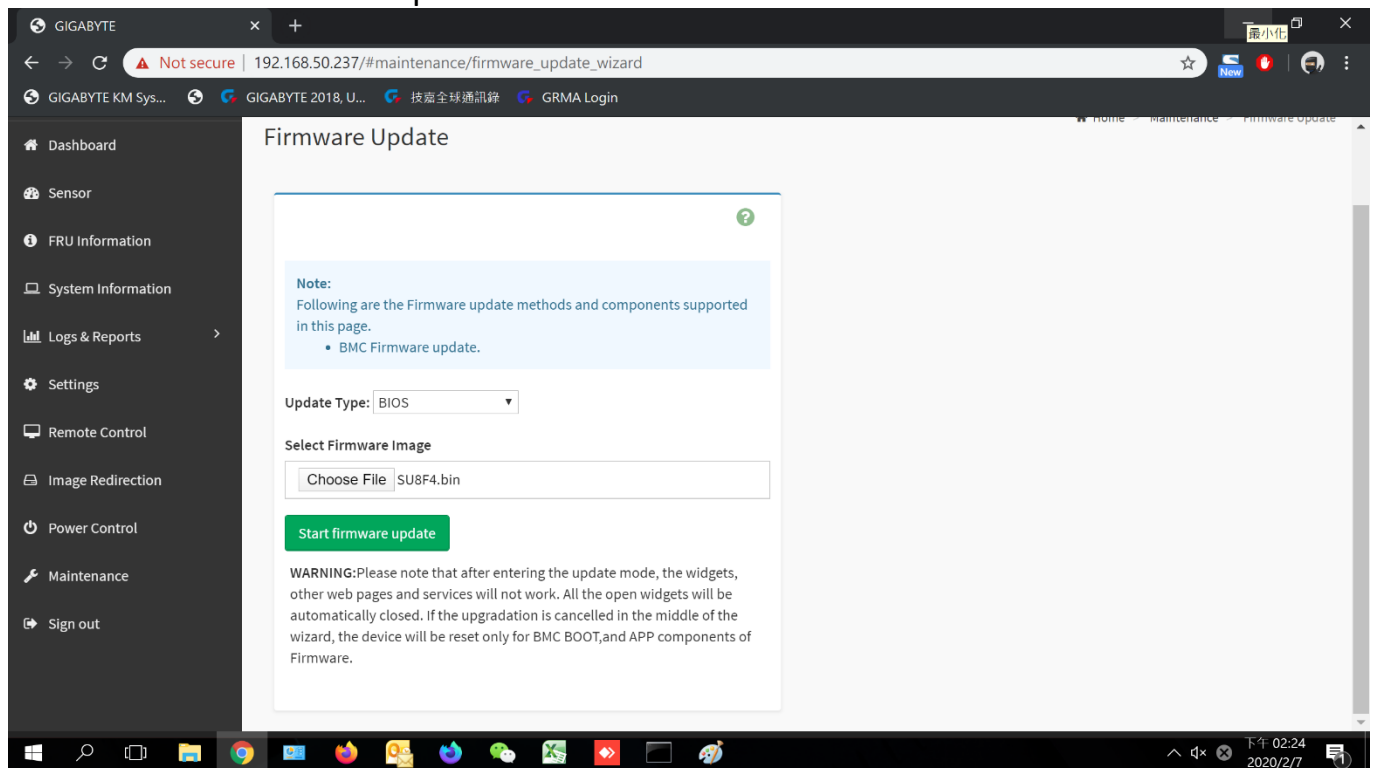 GIGABYTE
最小化
Not secure | 192.168.50.237/#maintenance/firmware_update_wizard
New
GIGABYTE KM Sys... GIGABYTE 2018, U... 技嘉全球通訊錄 GRMA Login
Home > Maintenance > Firmware Update
Firmware Update
Dashboard
Sensor
FRU Information
System Information
Logs & Reports
Settings
Remote Control
Image Redirection
Power Control
Maintenance
Sign out
Note:
Following are the Firmware update methods and components supported
in this page.
• BMC Firmware update.
Update Type: BIOS
Select Firmware Image
Choose File SU8F4.bin
Start firmware update
WARNING:Please note that after entering the update mode, the widgets,
other web pages and services will not work. All the open widgets will be
automatically closed. If the upgradation is cancelled in the middle of the
wizard, the device will be reset only for BMC BOOT,and APP components of
Firmware.
下午 02:24
2020/2/7